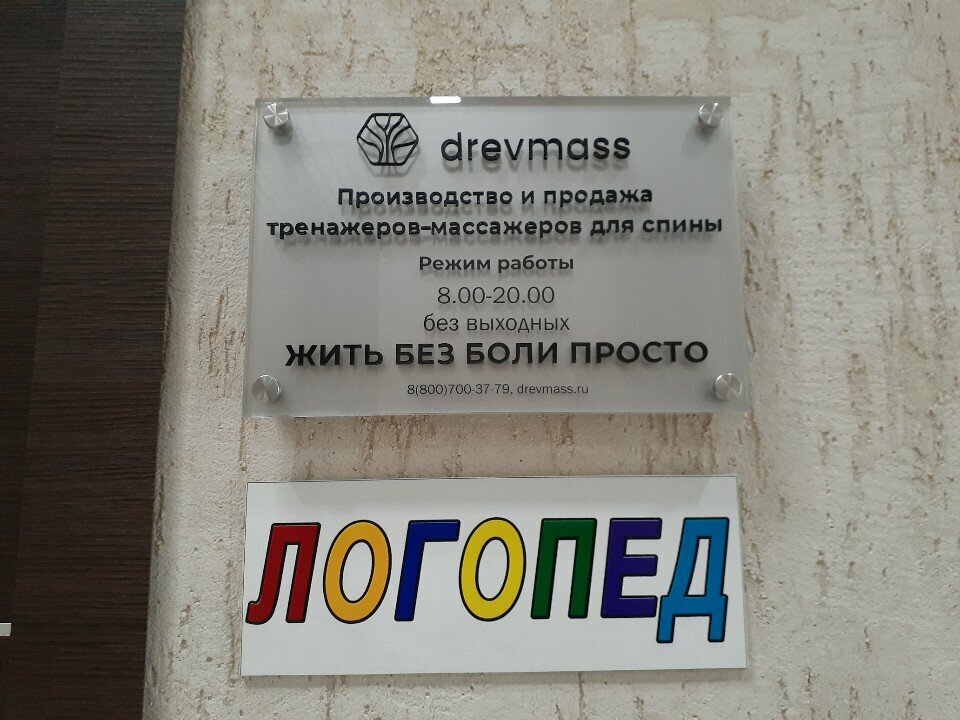 drevmass
Производство и продажа
тренажеров-массажеров для спины
Режим работы
8.00-20.00
без выходных
ЖИТЬ БЕЗ БОЛИ ПРОСТО
8(800)700-37-79, drevmass.ru
ЛОГОПЕД